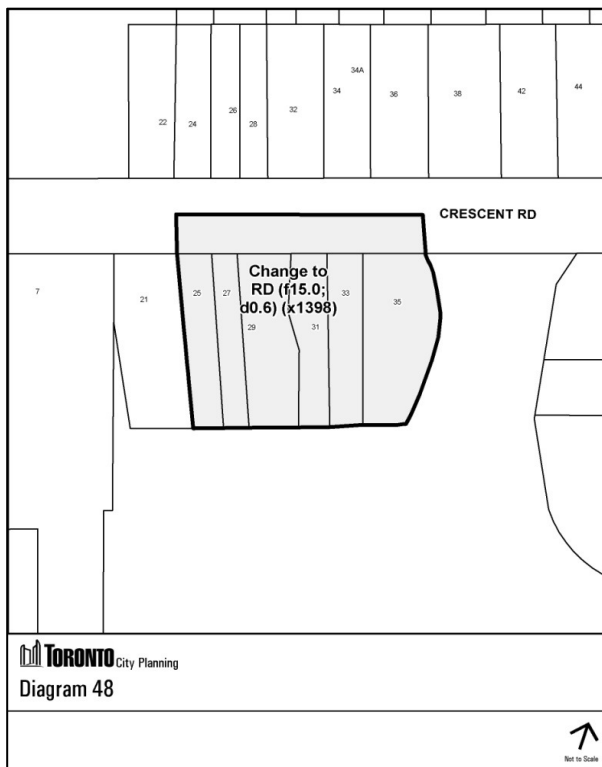 34A
34
36
38
42
44
32
26
28
22
24
CRESCENT RD
Change to
RD (f15.0;
d0.6) (x1398)
7
21
25
27
29
31
33
35
TORONTO City Planning
Diagram 48
Not to Scale